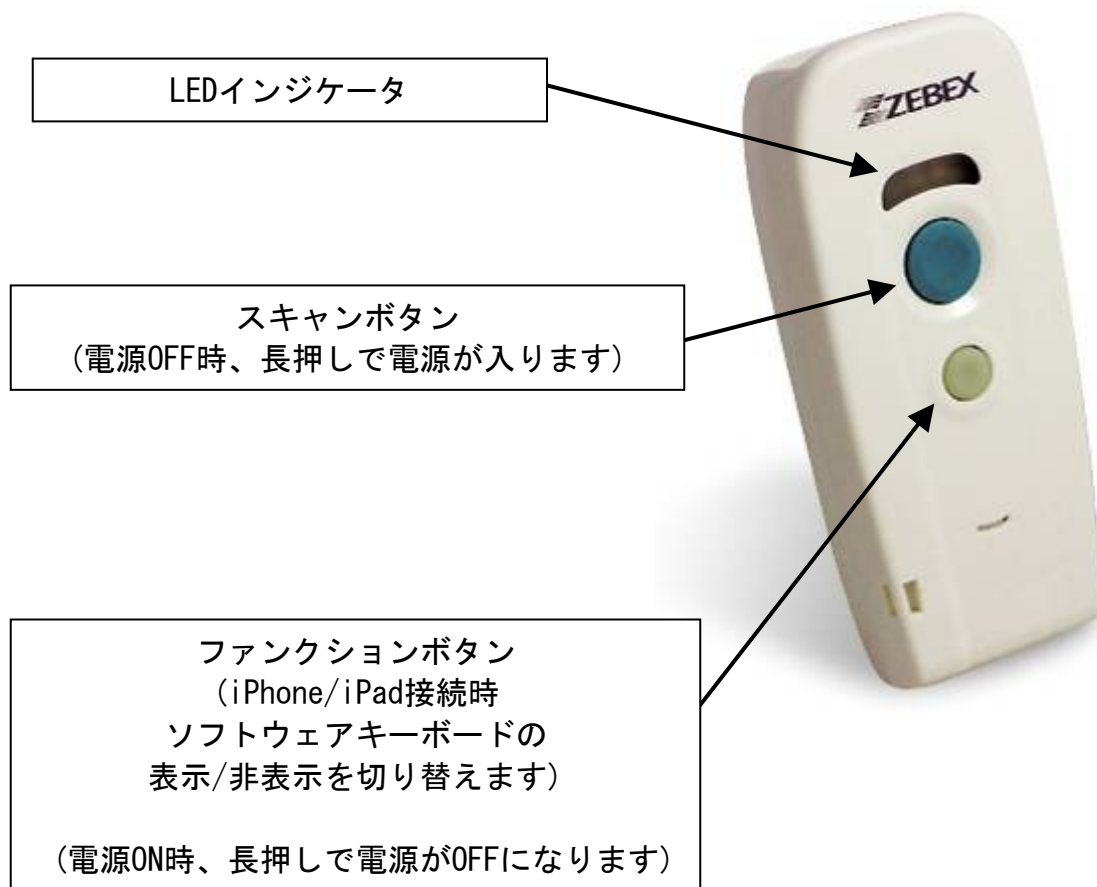 LEDインジケータ
ZEBEX
スキャンボタン
(電源OFF時、長押しで電源が入ります)
ファンクションボタン
(iPhone/iPad接続時
ソフトウェアキーボードの
表示/非表示を切り替えます)
(電源ON時、長押しで電源がOFFになります)